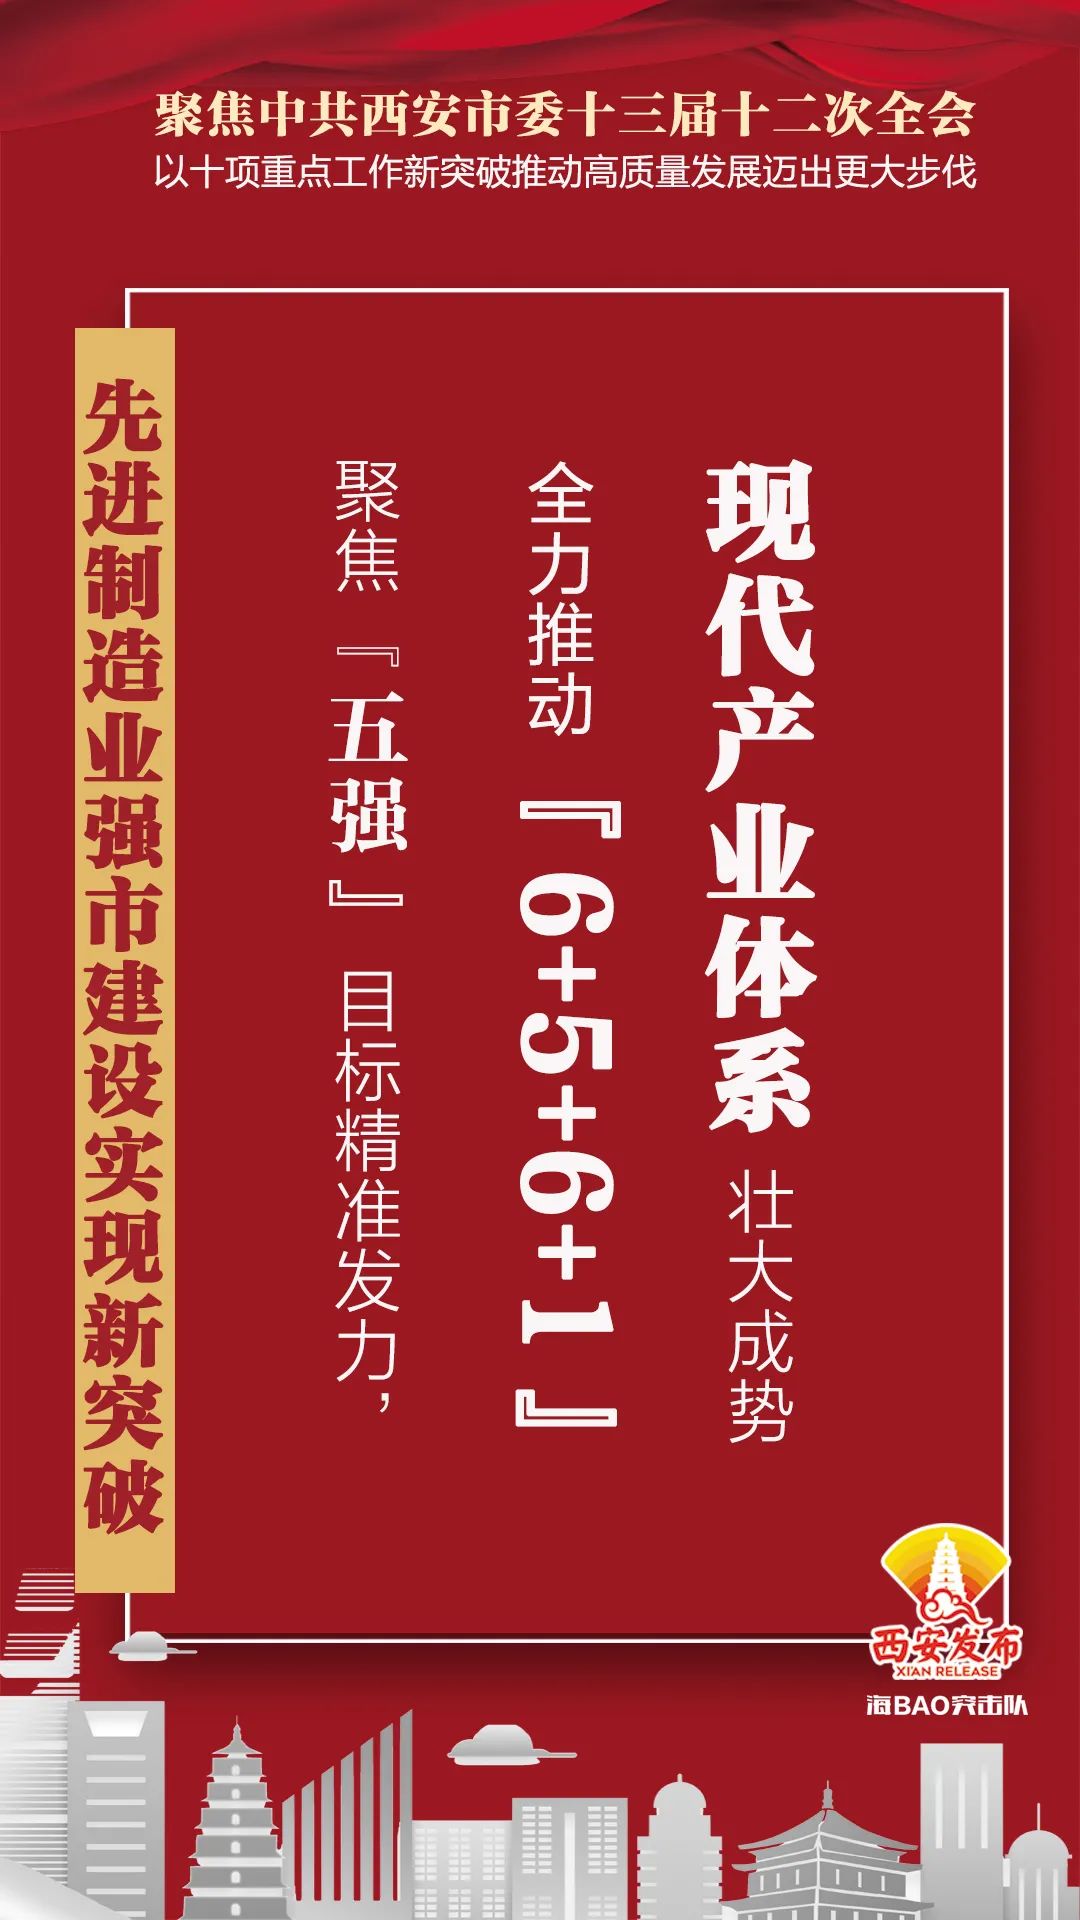 聚焦中共西安市委十三届十二次全会
以十项重点工作新突破推动高质量发展迈出更大步伐
先进制造业强市建设实现新突破
聚焦『五强』目标精准发力，
全力推动『6+5+6+1』
现代产业体系壮大成势
西安发布
XI'AN RELEASE
海BAO突击队